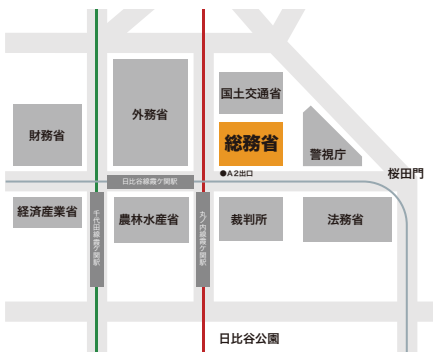 国土交通省
外務省
財務省
総務省
警視庁
桜田門
●A2出口
日比谷線霞ケ関駅
経済産業省
農林水産省
裁判所
法務省
千代田線霞ケ関駅
丸ノ内線霞ケ関駅
日比谷公園